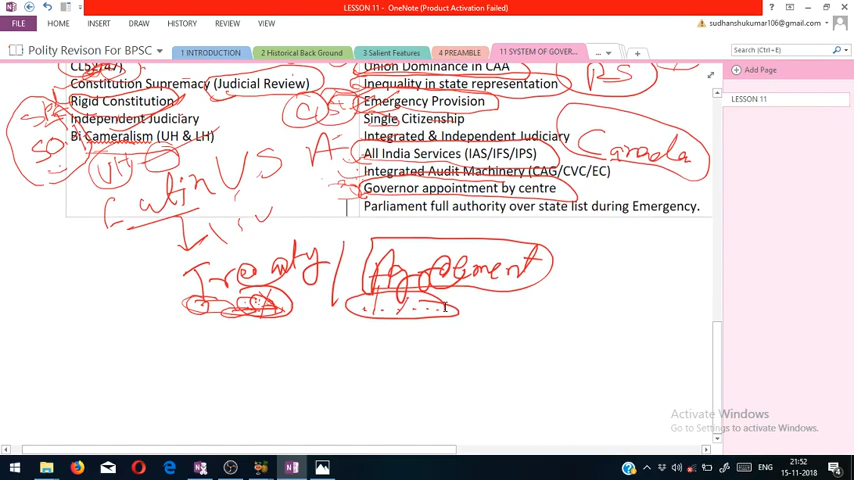 LESSON 11 - OneNote (Product Activation Failed)
sudhanshukumar106@gmail.com
FILE HOME INSERT DRAW HISTORY REVIEW VIEW
Polity Revison For BPSC
1 INTRODUCTION 2 Historical Back Ground 3 Salient Features 4 PREAMBLE 11 SYSTEM OF GOVER... ...
Search (Ctrl+E)
Add Page
LESSON 11
Constitution Supremacy (Judicial Review)
Rigid Constitution
Independent Judiciary
Bi Cameralism (UH & LH)
Union Dominance in CAA
Inequality in state representation
Emergency Provision
Single Citizenship
Integrated & Independent Judiciary
All India Services (IAS/IFS/IPS)
Integrated Audit Machinery (CAG/CVC/EC)
Governor appointment by centre
Parliament full authority over state list during Emergency.
RS
Canada
UH
USA
Latin
Treaty / Agreement
Activate Windows
Go to Settings to activate Windows.
ENG
21:52
15-11-2018